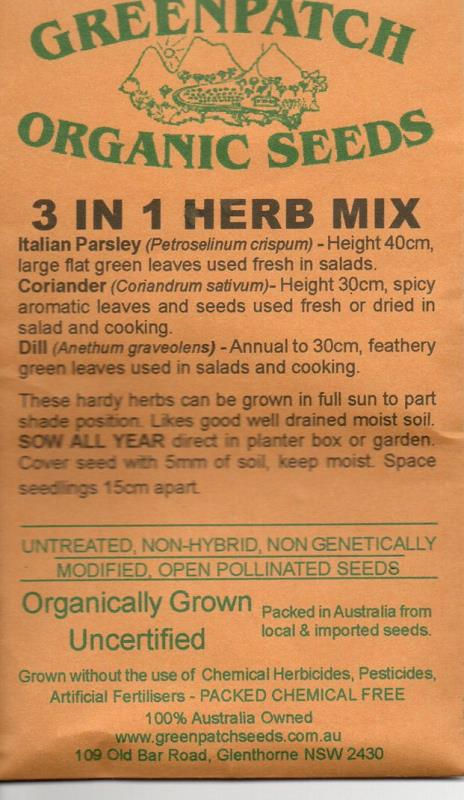 GREENPATCH
ORGANIC SEEDS
3 IN 1 HERB MIX
Italian Parsley (Petroselinum crispum) - Height 40cm,
large flat green leaves used fresh in salads.
Coriander (Coriandrum sativum)- Height 30cm, spicy
aromatic leaves and seeds used fresh or dried in
salad and cooking.
Dill (Anethum graveolens) - Annual to 30cm, feathery
green leaves used in salads and cooking.
These hardy herbs can be grown in full sun to part
shade position. Likes good well drained moist soil.
SOW ALL YEAR direct in planter box or garden.
Cover seed with 5mm of soil, keep moist. Space
seedlings 15cm apart.
UNTREATED, NON-HYBRID, NON GENETICALLY
MODIFIED, OPEN POLLINATED SEEDS
Organically Grown
Uncertified
Packed in Australia from
local & imported seeds.
Grown without the use of Chemical Herbicides, Pesticides,
Artificial Fertilisers - PACKED CHEMICAL FREE
100% Australia Owned
www.greenpatchseeds.com.au
109 Old Bar Road, Glenthorne NSW 2430